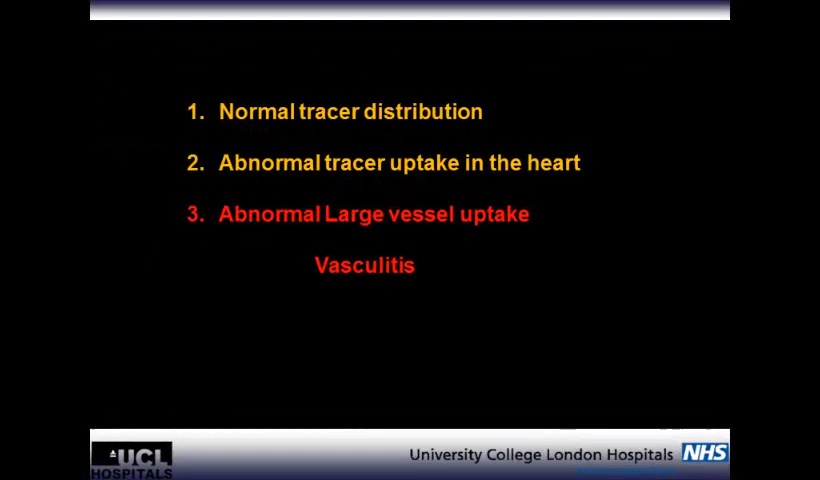 1. Normal tracer distribution
2. Abnormal tracer uptake in the heart
3. Abnormal Large vessel uptake
Vasculitis
UCL
HOSPITALS
University College London Hospitals NHS